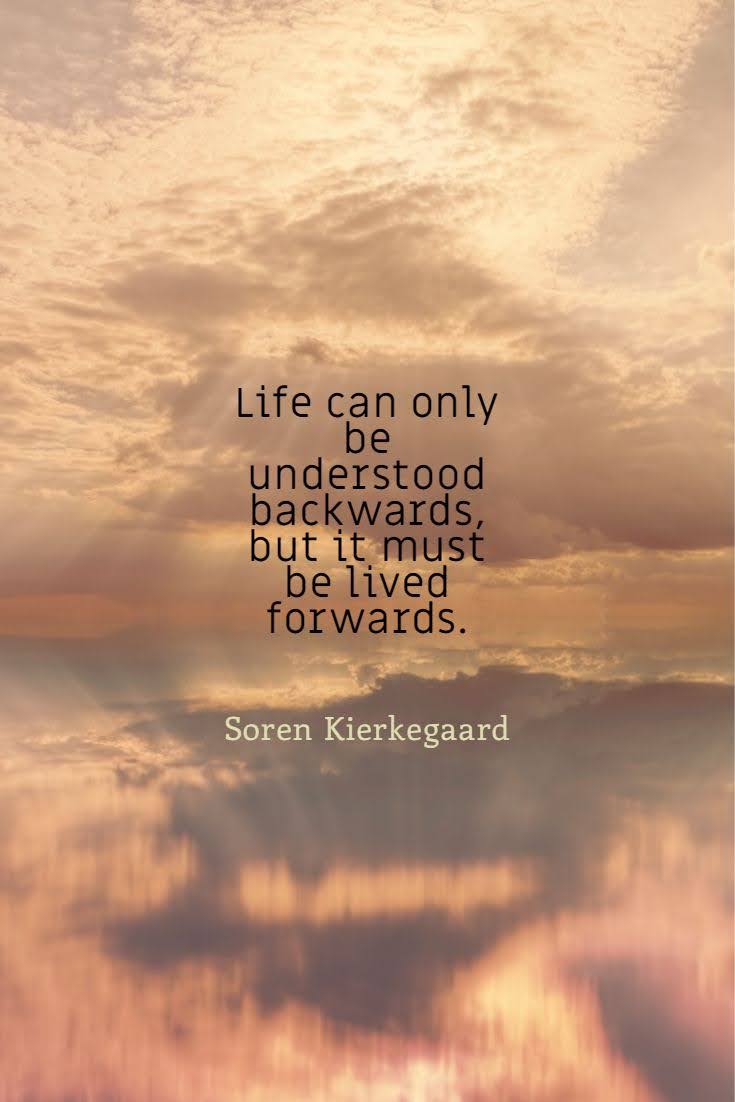 Life can only
be
understood
backwards,
but it must
be lived
forwards.
Soren Kierkegaard